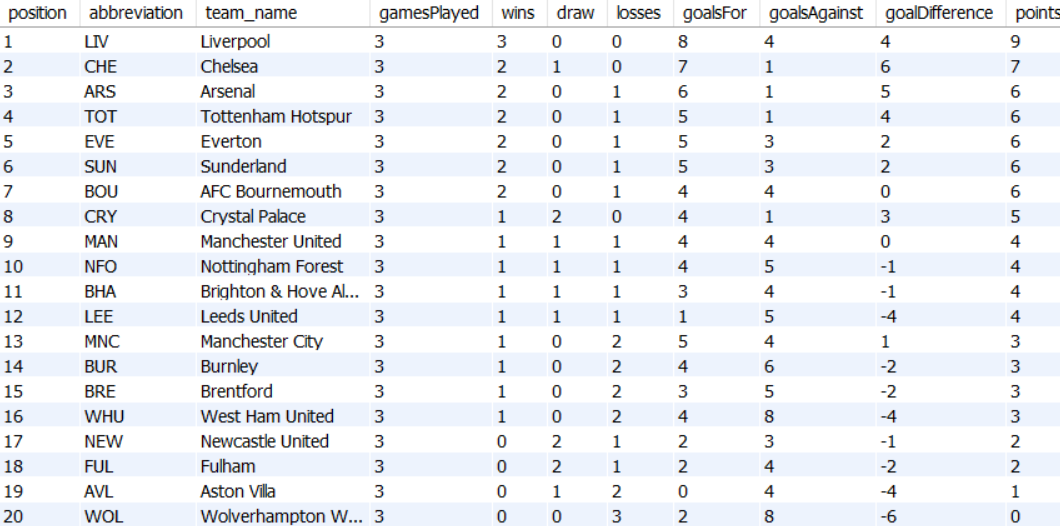 position abbreviation team_name gamesPlayed wins draw losses goalsFor goalsAgainst goalDifference points
1 LIV Liverpool 3 3 0 0 8 4 4 9
2 CHE Chelsea 3 2 1 0 7 1 6 7
3 ARS Arsenal 3 2 0 1 6 1 5 6
4 TOT Tottenham Hotspur 3 2 0 1 5 1 4 6
5 EVE Everton 3 2 0 1 5 3 2 6
6 SUN Sunderland 3 2 0 1 5 3 2 6
7 BOU AFC Bournemouth 3 2 0 1 4 4 0 6
8 CRY Crystal Palace 3 1 2 0 4 1 3 5
9 MAN Manchester United 3 1 1 1 4 4 0 4
10 NFO Nottingham Forest 3 1 1 1 4 5 -1 4
11 BHA Brighton & Hove Al... 3 1 1 1 3 4 -1 4
12 LEE Leeds United 3 1 1 1 1 5 -4 4
13 MNC Manchester City 3 1 0 2 5 4 1 3
14 BUR Burnley 3 1 0 2 4 6 -2 3
15 BRE Brentford 3 1 0 2 3 5 -2 3
16 WHU West Ham United 3 1 0 2 4 8 -4 3
17 NEW Newcastle United 3 0 2 1 2 3 -1 2
18 FUL Fulham 3 0 2 1 2 4 -2 2
19 AVL Aston Villa 3 0 1 2 0 4 -4 1
20 WOL Wolverhampton W... 3 0 0 3 2 8 -6 0